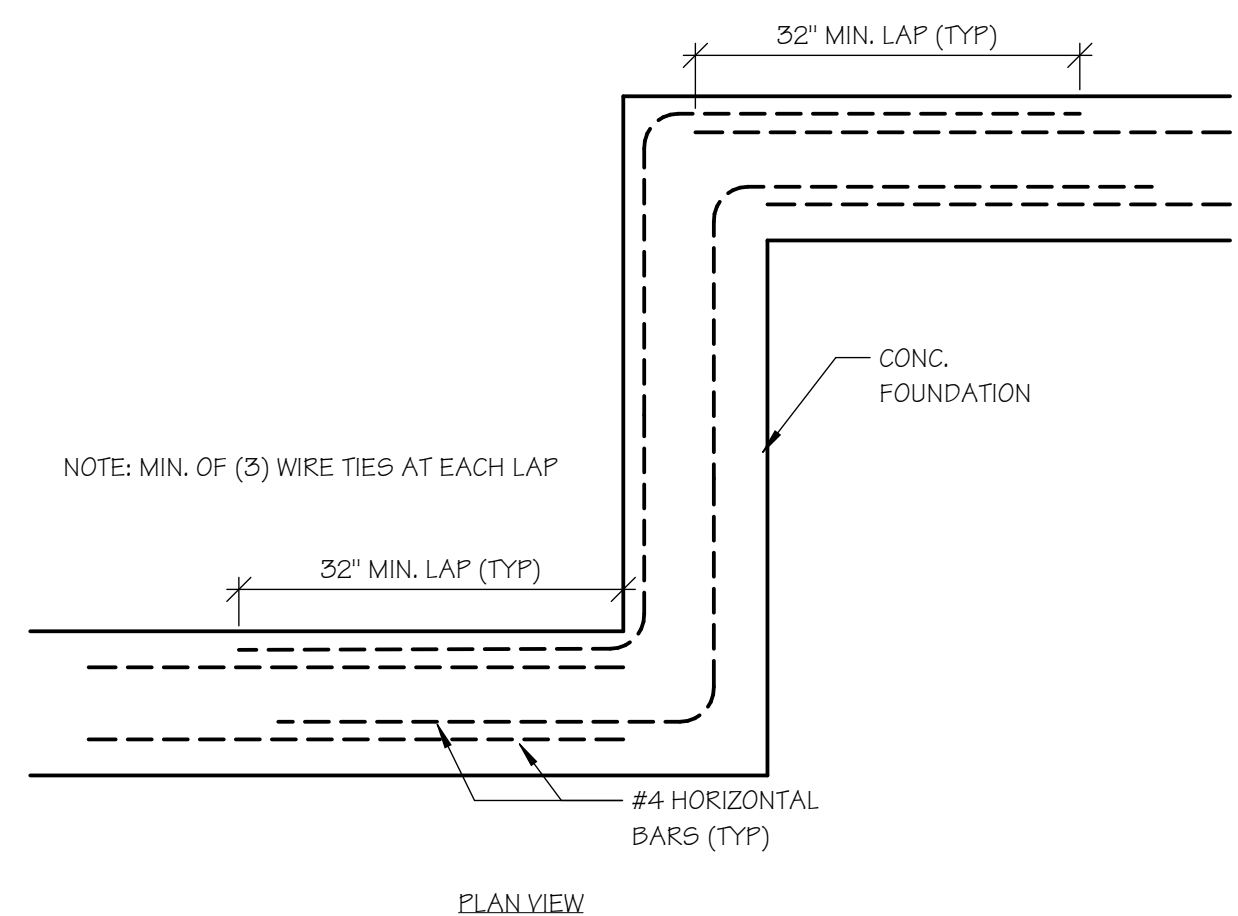 32" MIN. LAP (TYP)
CONC.
FOUNDATION
NOTE: MIN. OF (3) WIRE TIES AT EACH LAP
32" MIN. LAP (TYP)
#4 HORIZONTAL
BARS (TYP)
PLAN VIEW